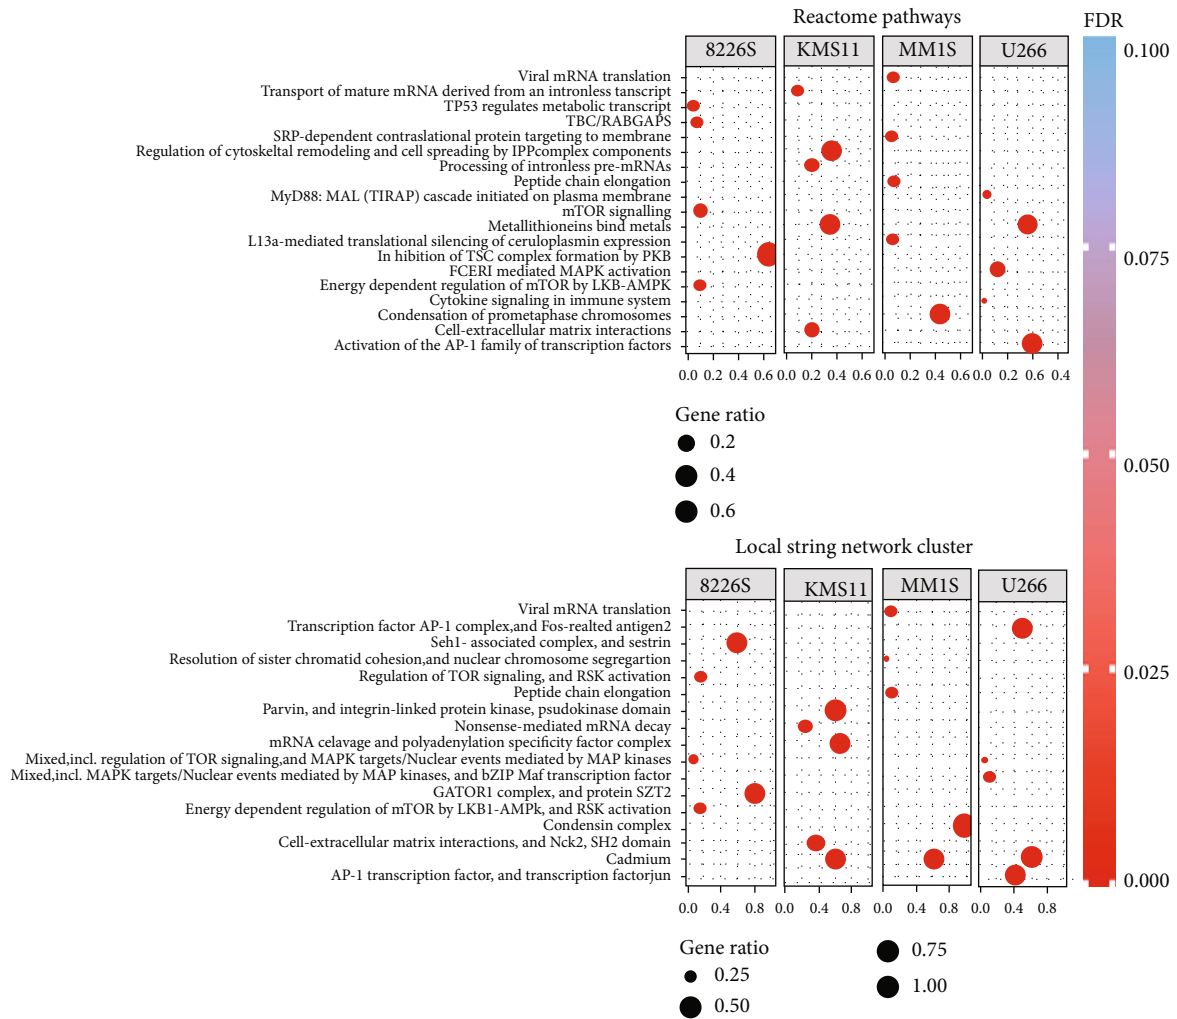 Reactome pathways
FDR
8226S KMS11 MM1S U266
0.100
Viral mRNA translation
Transport of mature mRNA derived from an intronless tanscript
TP53 regulates metabolic transcript
TBC/RABGAPS
SRP-dependent contraslational protein targeting to membrane
Regulation of cytoskeltal remodeling and cell spreading by IPPcomplex components
Processing of intronless pre-mRNAs
Peptide chain elongation
MyD88: MAL (TIRAP) cascade initiated on plasma membrane
mTOR signalling
Metallithioneins bind metals
L13a-mediated translational silencing of ceruloplasmin expression
In hibition of TSC complex formation by PKB
0.075
FCERI mediated MAPK activation
Energy dependent regulation of mTOR by LKB-AMPK
Cytokine signaling in immune system
Condensation of prometaphase chromosomes
Cell-extracellular matrix interactions
Activation of the AP-1 family of transcription factors
0.0 0.2 0.4 0.6 0.0 0.2 0.4 0.6 0.0 0.2 0.4 0.6 0.0 0.2 0.6 0.4
Gene ratio
0.2
0.4
0.6
0.050
Local string network cluster
8226S KMS11 MM1S U266
Viral mRNA translation
Transcription factor AP-1 complex,and Fos-realted antigen2
Seh1- associated complex, and sestrin
Resolution of sister chromatid cohesion,and nuclear chromosome segregartion
Regulation of TOR signaling, and RSK activation
0.025
Peptide chain elongation
Parvin, and integrin-linked protein kinase, psudokinase domain
Nonsense-mediated mRNA decay
mRNA celavage and polyadenylation specificity factor complex
Mixed,incl. regulation of TOR signaling,and MAPK targets/Nuclear events mediated by MAP kinases
Mixed,incl. MAPK targets/Nuclear events mediated by MAP kinases, and bZIP Maf transcription factor
GATOR1 complex, and protein SZT2
Energy dependent regulation of mTOR by LKB1-AMPk, and RSK activation
Condensin complex
Cell-extracellular matrix interactions, and Nck2, SH2 domain
Cadmium
AP-1 transcription factor, and transcription factorjun
0.000
0.0 0.4 0.8 0.0 0.4 0.8 0.0 0.4 0.8 0.0 0.4 0.8
Gene ratio
0.25
0.50
0.75
1.00